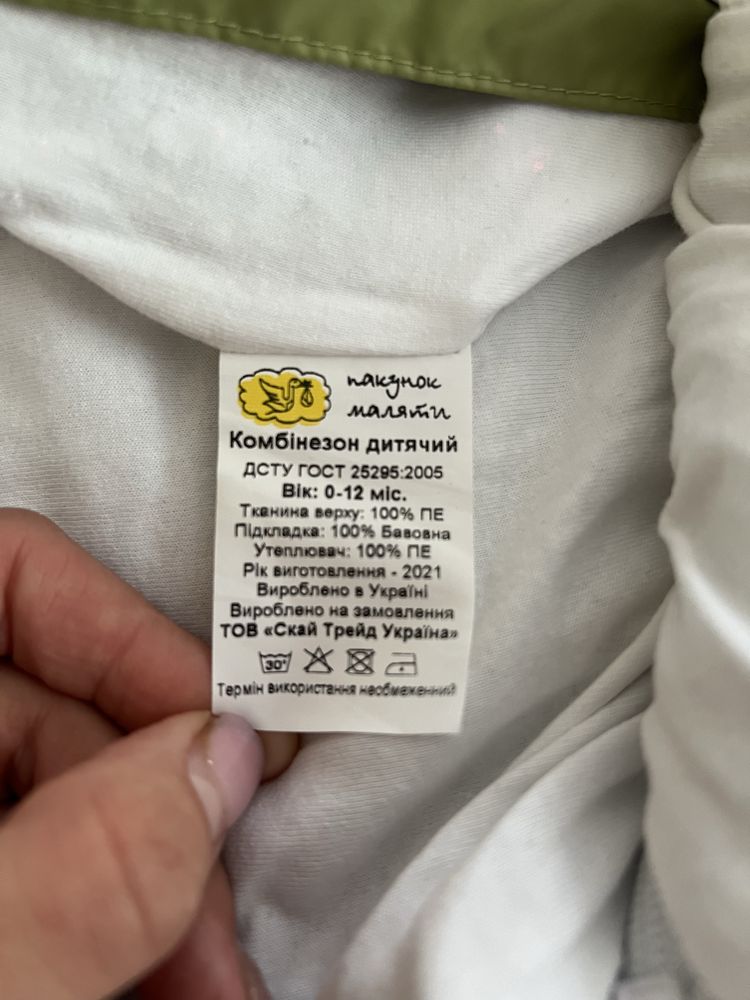 пакунок
маляти
Комбінезон дитячий
ДСТУ ГОСТ 25295:2005
Вік: 0-12 міс.
Тканина верху: 100% ПЕ
Підкладка: 100% Бавовна
Утеплювач: 100% ПЕ
Рік виготовлення - 2021
Вироблено в Україні
Вироблено на замовлення
ТОВ «Скай Трейд Україна»
30°
Термін використання необмежений